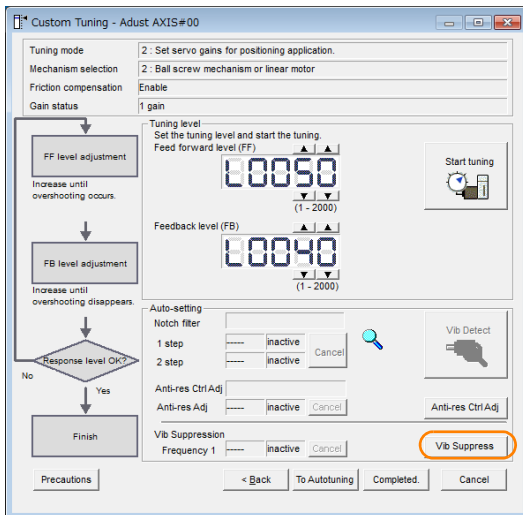 Custom Tuning - Adust AXIS#00
Tuning mode 2 : Set servo gains for positioning application.
Mechanism selection 2 : Ball screw mechanism or linear motor
Friction compensation Enable
Gain status 1 gain
FF level adjustment
Increase until
overshooting occurs.
FB level adjustment
Increase until
overshooting disappears.
Response level OK?
No
Yes
Finish
Tuning level
Set the tuning level and start the tuning.
Feed forward level (FF)
L0050
(1 - 2000)
Feedback level (FB)
L0040
(1 - 2000)
Start tuning
Auto-setting
Notch filter
1 step ----- inactive
Cancel
2 step ----- inactive
Vib Detect
Anti-res Ctrl Adj
Anti-res Adj ----- inactive Cancel
Anti-res Ctrl Adj
Vib Suppression
Frequency 1 ----- inactive Cancel
Vib Suppress
Precautions < Back To Autotuning Completed. Cancel